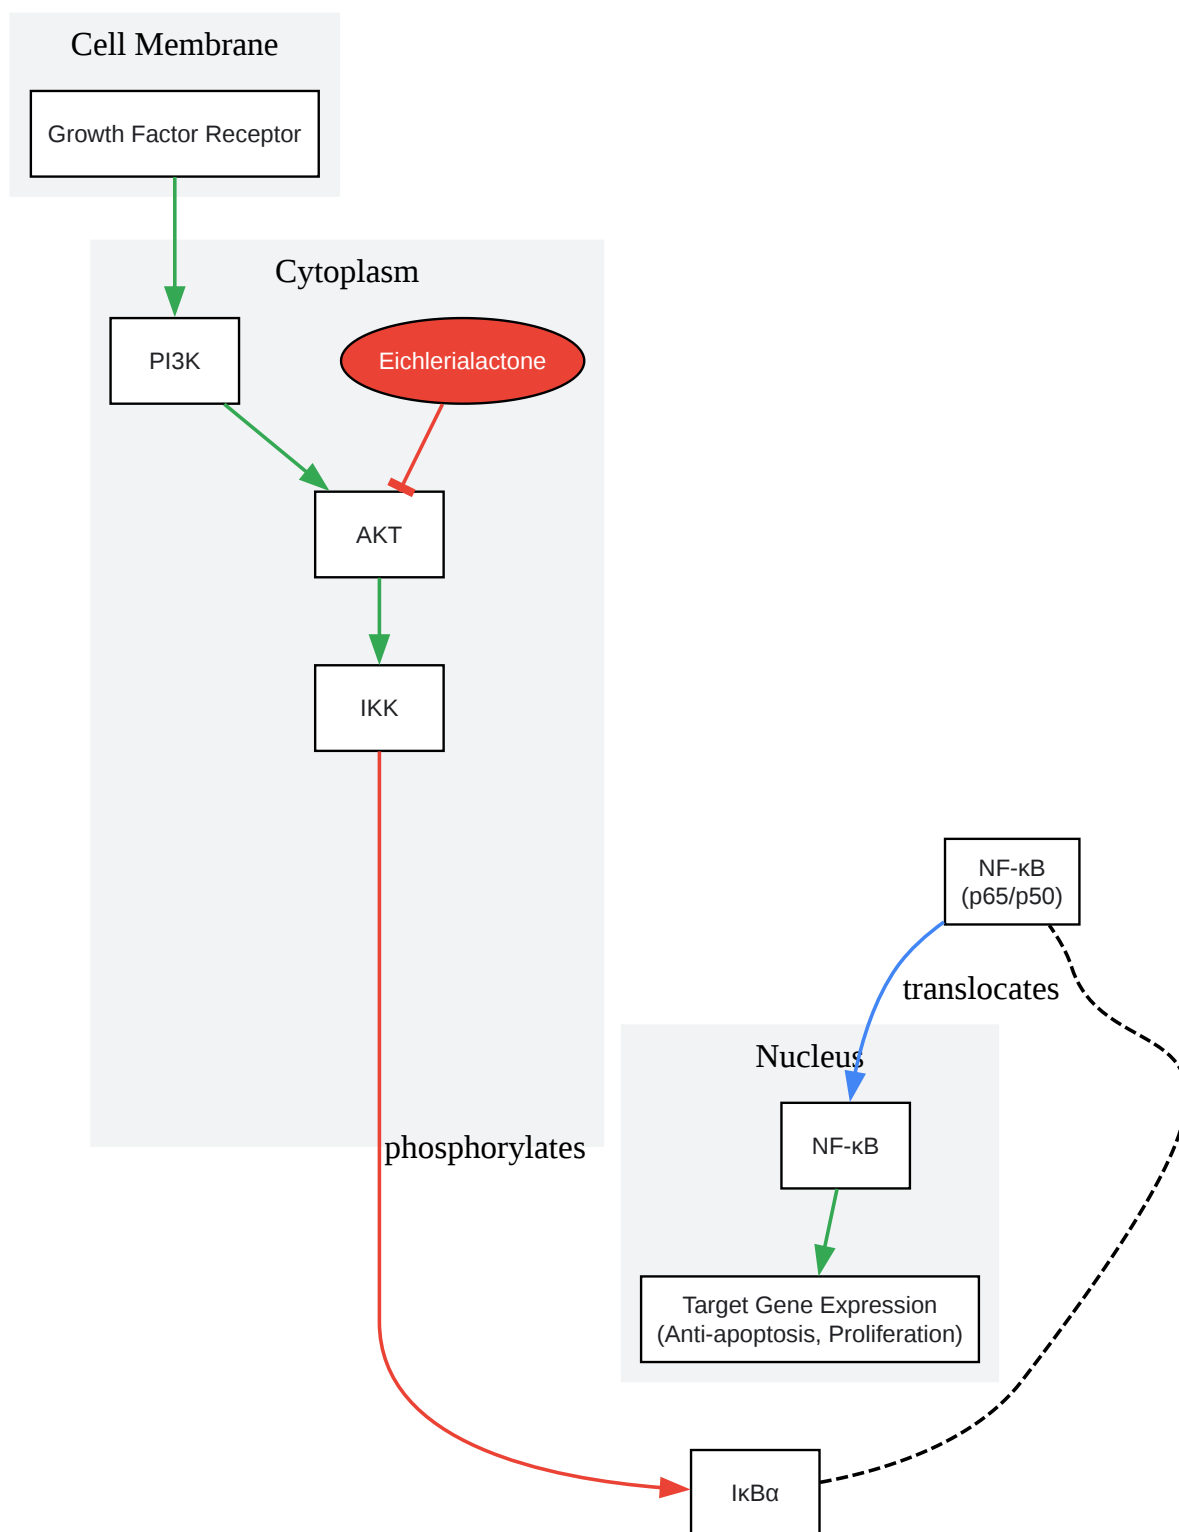 Cell Membrane
Growth Factor Receptor
Cytoplasm
PI3K
Eichlerialactone
AKT
IKK
NF-κB
(p65/p50)
translocates
Nucleus
NF-κB
phosphorylates
Target Gene Expression
(Anti-apoptosis, Proliferation)
IκBα